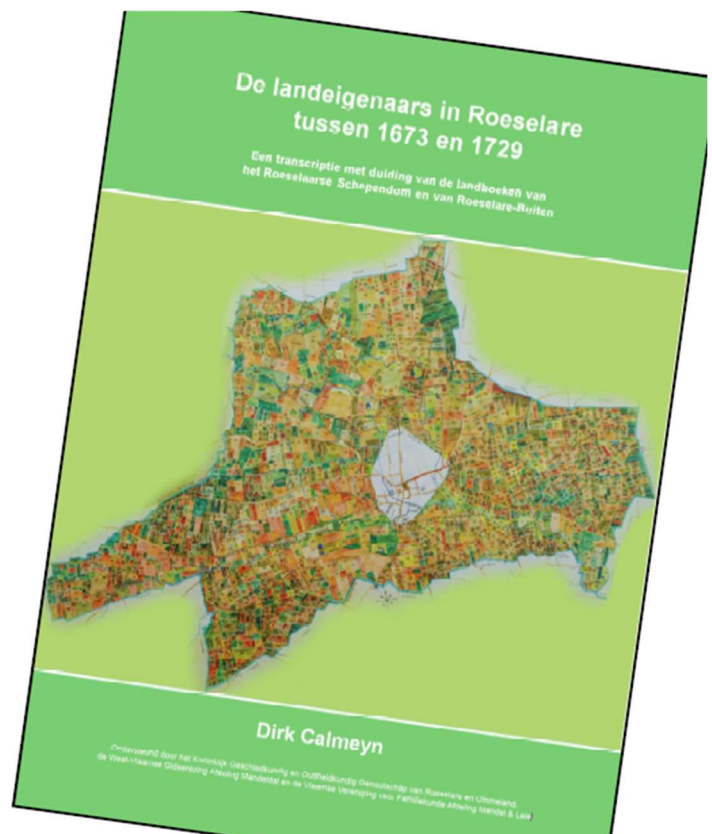 De landeigenaars in Roeselare
tussen 1673 en 1729
Een transcriptie met duiding van de landboeken van
het Roeselaarse Schependom en van Roeselare-Buiten
Dirk Calmeyn
Ondersteund door het Koninklijk Geschiedkundig en Oudheidkundig Genootschap van Roeselare en Ommeland,
de West-Vlaamse Gidsenkring Afdeling Mandeldal en de Vlaamse Vereniging voor Familiekunde Afdeling Mandel & Leie